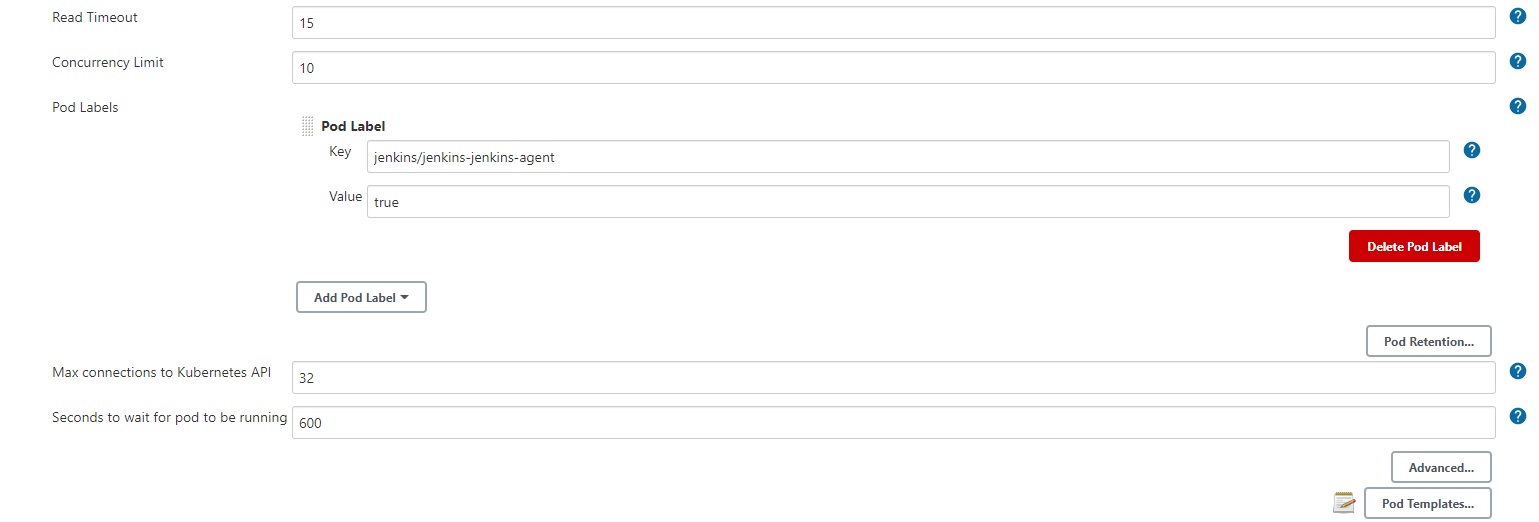 Read Timeout
15
Concurrency Limit
10
Pod Labels
Pod Label
Key
jenkins/jenkins-jenkins-agent
Value
true
Delete Pod Label
Add Pod Label
Pod Retention...
Max connections to Kubernetes API
32
Seconds to wait for pod to be running
600
Advanced...
Pod Templates...